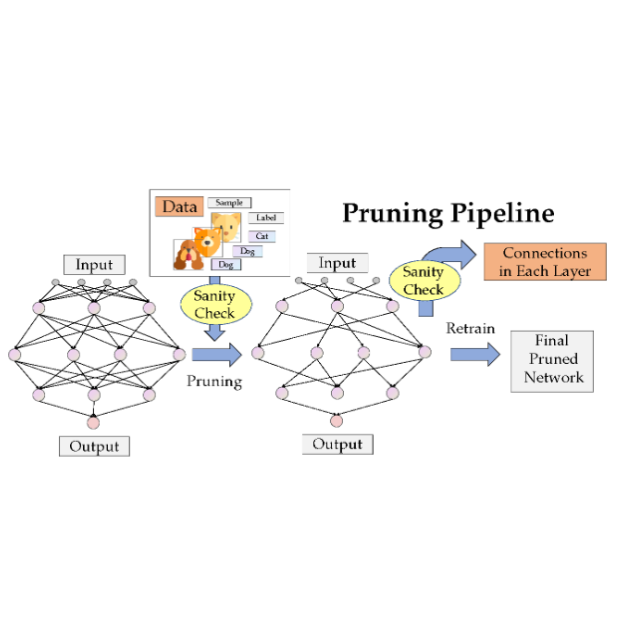 Pruning Pipeline
Data
Sample
Label
Cat
Dog
Dog
Input
Sanity
Check
Pruning
Output
Input
Output
Sanity
Check
Connections
in Each Layer
Retrain
Final
Pruned
Network